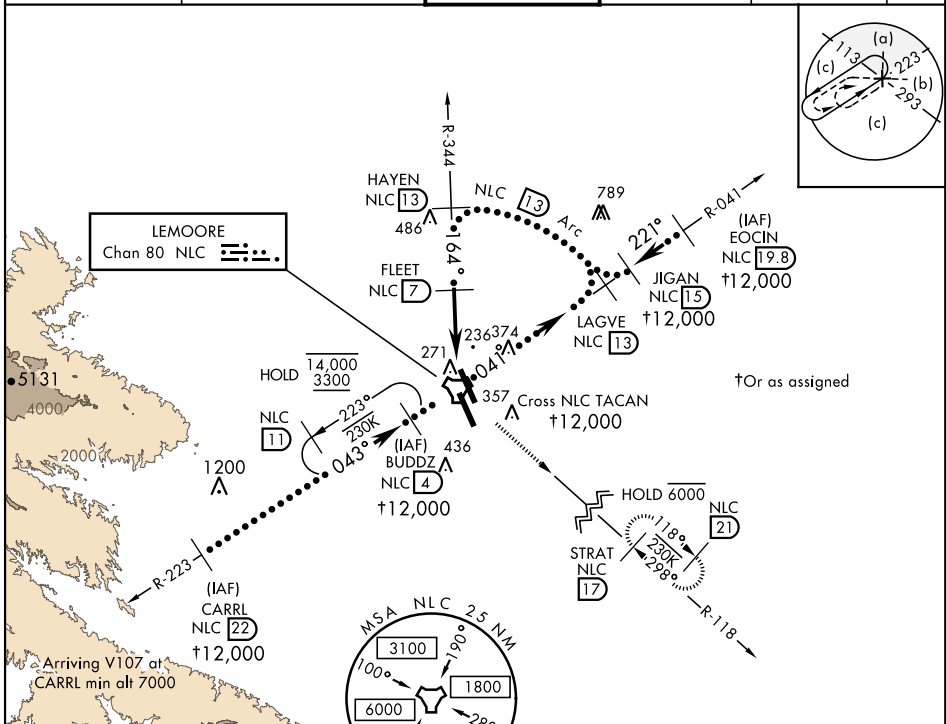 (a)
113
223
(c)
(b)
293
(c)
R-344
HAYEN
NLC 13
486
NLC 13 Arc
789
R-041
221°
(IAF)
EOCIN
NLC 19.8
†12,000
LEMOORE
Chan 80 NLC
164°
FLEET
NLC 7
JIGAN
NLC 15
†12,000
LAGVE
NLC 13
236
374
271
041°
5131
4000
HOLD 14,000
3300
†Or as assigned
357
Cross NLC TACAN
†12,000
NLC
11
223°
230K
043°
(IAF)
BUDDZ
NLC 4
†12,000
436
2000
1200
HOLD 6000
NLC
21
118°
230K
298°
STRAT
NLC
17
R-223
(IAF)
CARRL
NLC 22
†12,000
R-118
MSA NLC 25 NM
3100
190°
100°
1800
6000
Arriving V107 at
CARRL min alt 7000